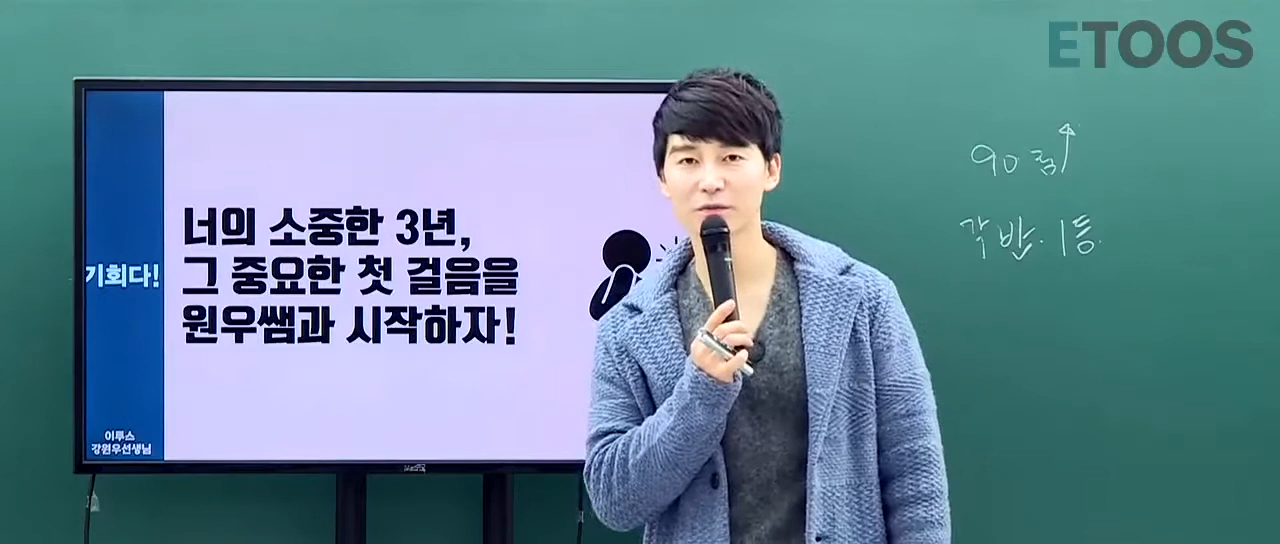 ETOOS
기회다!
너의 소중한 3년,
그 중요한 첫 걸음을
원우쌤과 시작하자!
이투스
강원우선생님
90점↑
각 반. 1등.